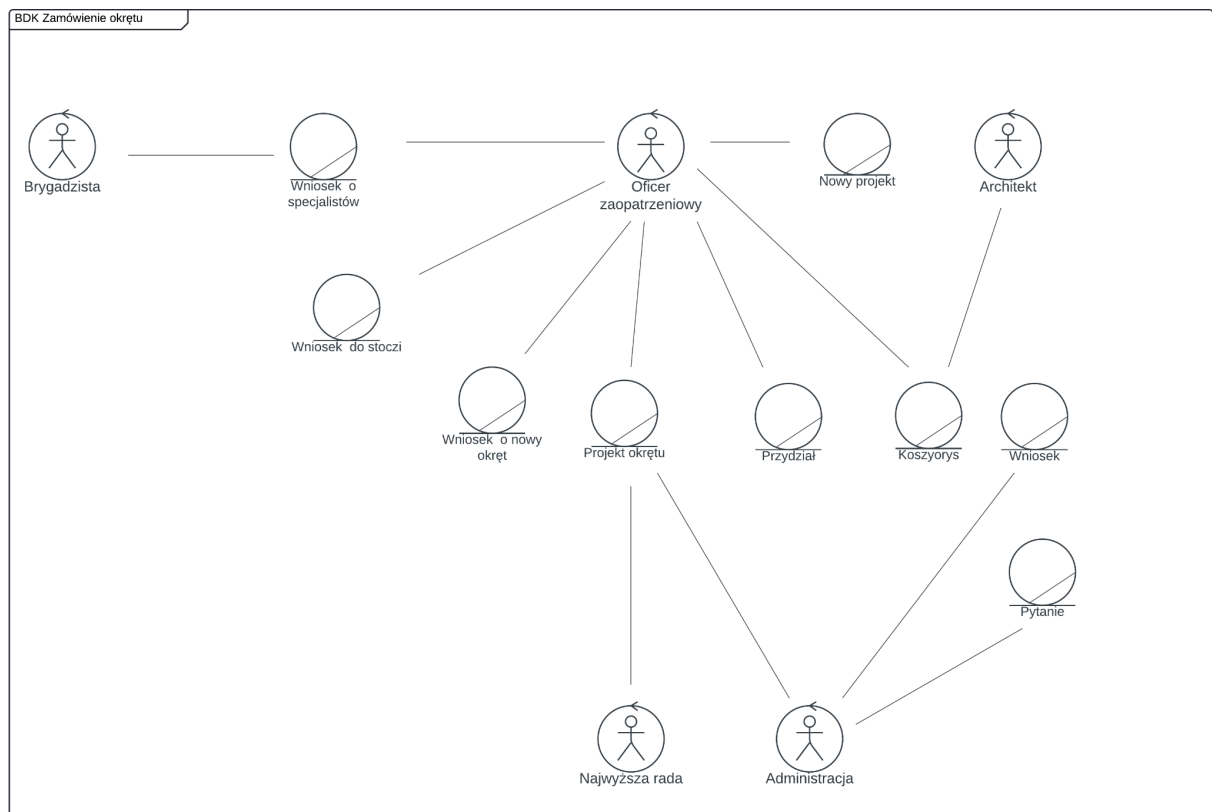 BDK Zamówienie okrętu
Brygadzista
Wniosek o
specjalistów
Oficer
zaopatrzeniowy
Nowy projekt
Architekt
Wniosek do stoczi
Wniosek o nowy
okręt
Projekt okrętu
Przydział
Koszyorys
Wniosek
Pytanie
Najwyższa rada
Administracja